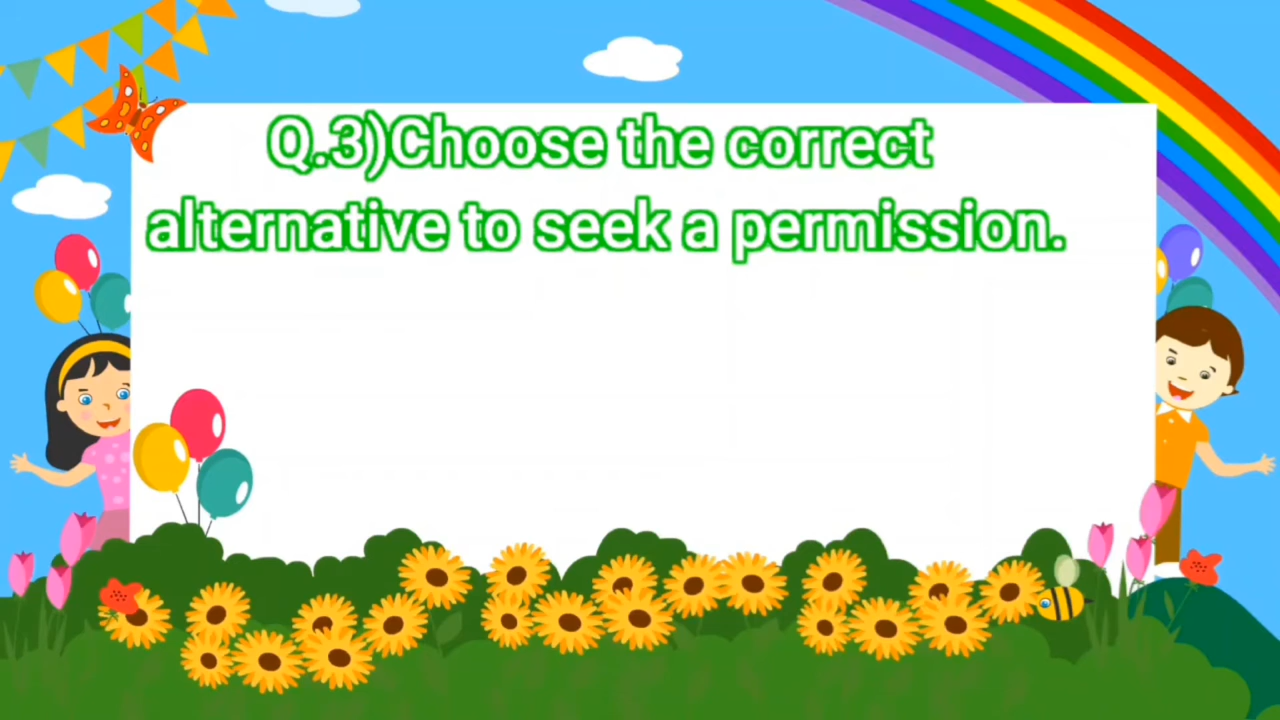 Q.3)Choose the correct
alternative to seek a permission.